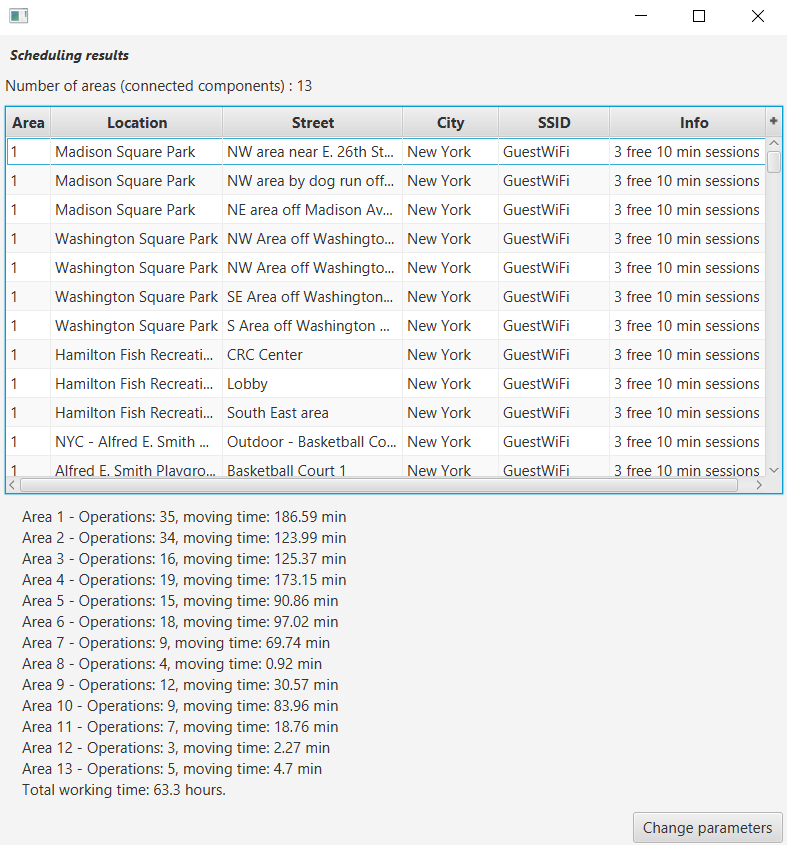 Scheduling results
Number of areas (connected components) : 13
Area Location Street City SSID Info +
1 Madison Square Park NW area near E. 26th St... New York GuestWiFi 3 free 10 min sessions
1 Madison Square Park NW area by dog run off... New York GuestWiFi 3 free 10 min sessions
1 Madison Square Park NE area off Madison Av... New York GuestWiFi 3 free 10 min sessions
1 Washington Square Park NW Area off Washingto... New York GuestWiFi 3 free 10 min sessions
1 Washington Square Park NW Area off Washingto... New York GuestWiFi 3 free 10 min sessions
1 Washington Square Park SE Area off Washington... New York GuestWiFi 3 free 10 min sessions
1 Washington Square Park S Area off Washington ... New York GuestWiFi 3 free 10 min sessions
1 Hamilton Fish Recreati... CRC Center New York GuestWiFi 3 free 10 min sessions
1 Hamilton Fish Recreati... Lobby New York GuestWiFi 3 free 10 min sessions
1 Hamilton Fish Recreati... South East area New York GuestWiFi 3 free 10 min sessions
1 NYC - Alfred E. Smith ... Outdoor - Basketball Co... New York GuestWiFi 3 free 10 min sessions
1 Alfred E. Smith Playgro... Basketball Court 1 New York GuestWiFi 3 free 10 min sessions
Area 1 - Operations: 35, moving time: 186.59 min
Area 2 - Operations: 34, moving time: 123.99 min
Area 3 - Operations: 16, moving time: 125.37 min
Area 4 - Operations: 19, moving time: 173.15 min
Area 5 - Operations: 15, moving time: 90.86 min
Area 6 - Operations: 18, moving time: 97.02 min
Area 7 - Operations: 9, moving time: 69.74 min
Area 8 - Operations: 4, moving time: 0.92 min
Area 9 - Operations: 12, moving time: 30.57 min
Area 10 - Operations: 9, moving time: 83.96 min
Area 11 - Operations: 7, moving time: 18.76 min
Area 12 - Operations: 3, moving time: 2.27 min
Area 13 - Operations: 5, moving time: 4.7 min
Total working time: 63.3 hours.
Change parameters